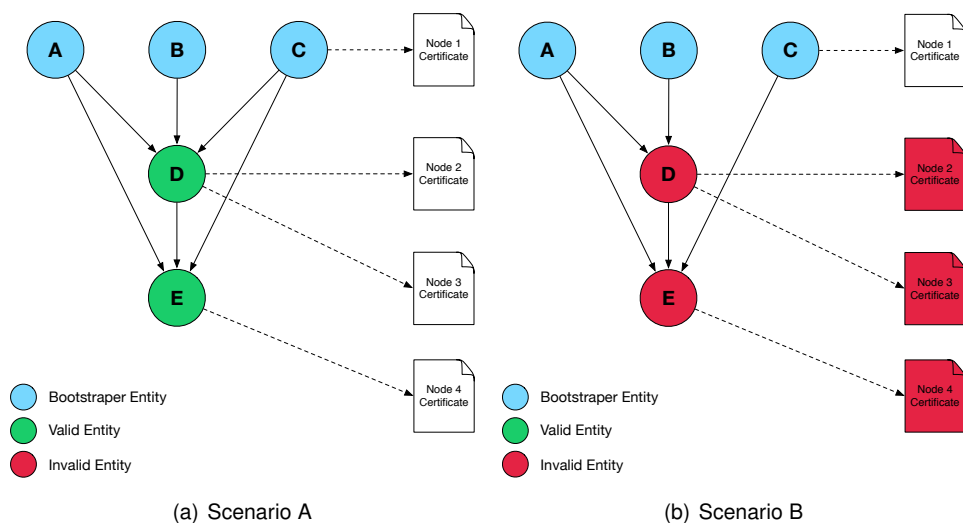 A
B
C
Node 1
Certificate
D
Node 2
Certificate
Node 3
Certificate
E
Node 4
Certificate
Bootstraper Entity
Valid Entity
Invalid Entity
(a) Scenario A
A
B
C
Node 1
Certificate
D
Node 2
Certificate
Node 3
Certificate
E
Node 4
Certificate
Bootstraper Entity
Valid Entity
Invalid Entity
(b) Scenario B